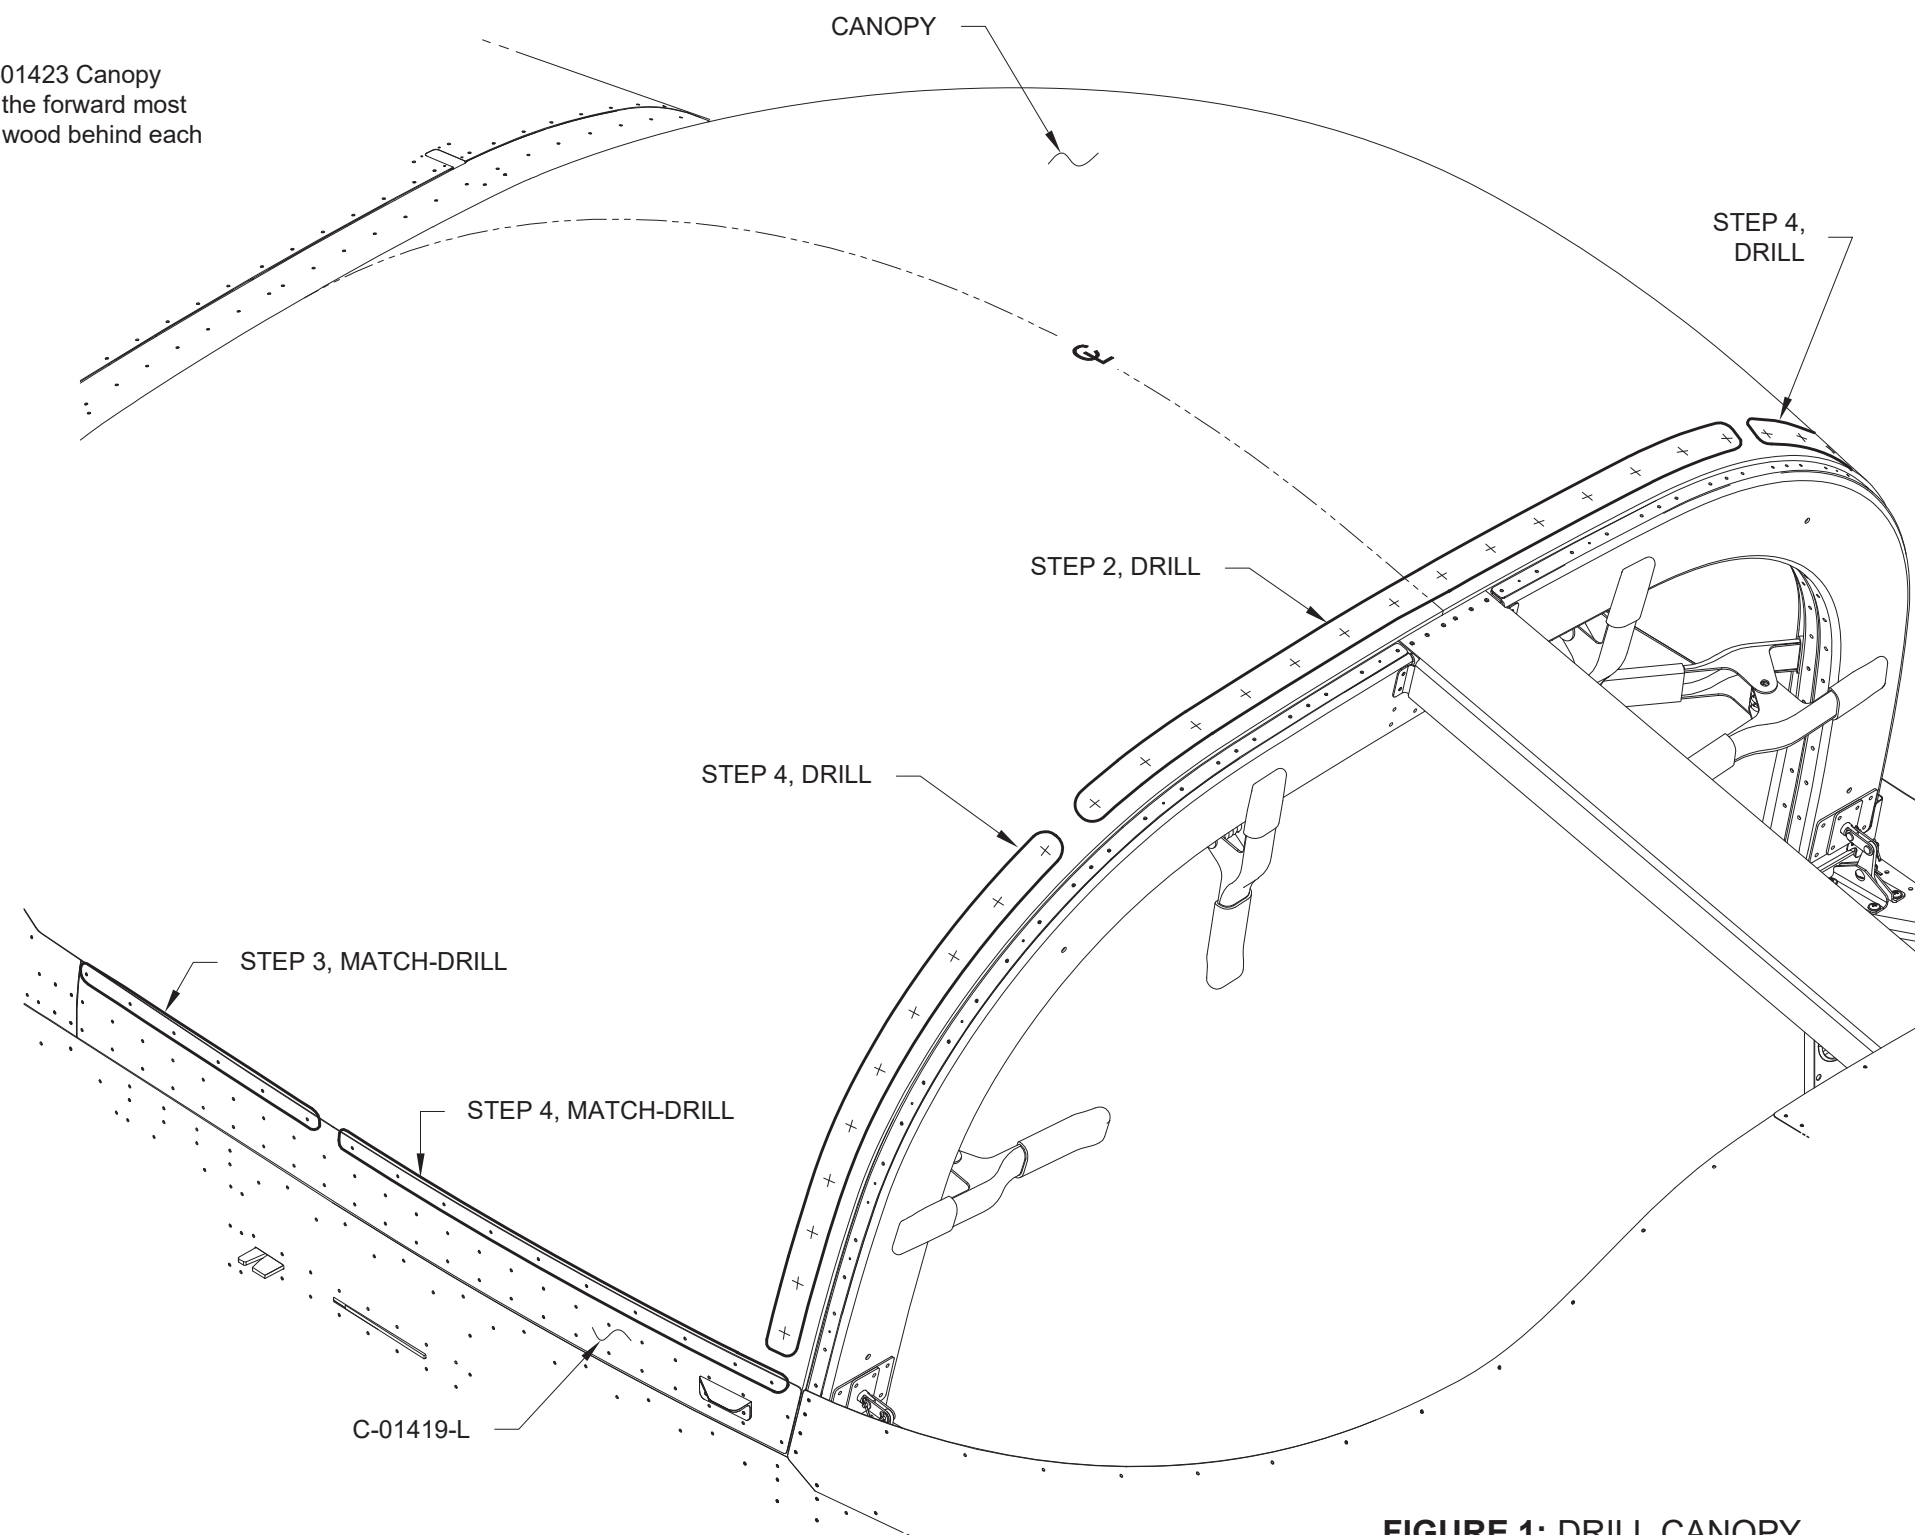 01423 Canopy
the forward most
wood behind each
CANOPY
STEP 4,
DRILL
STEP 2, DRILL
STEP 4, DRILL
STEP 3, MATCH-DRILL
STEP 4, MATCH-DRILL
C-01419-L
FIGURE 1: DRILL CANOPY